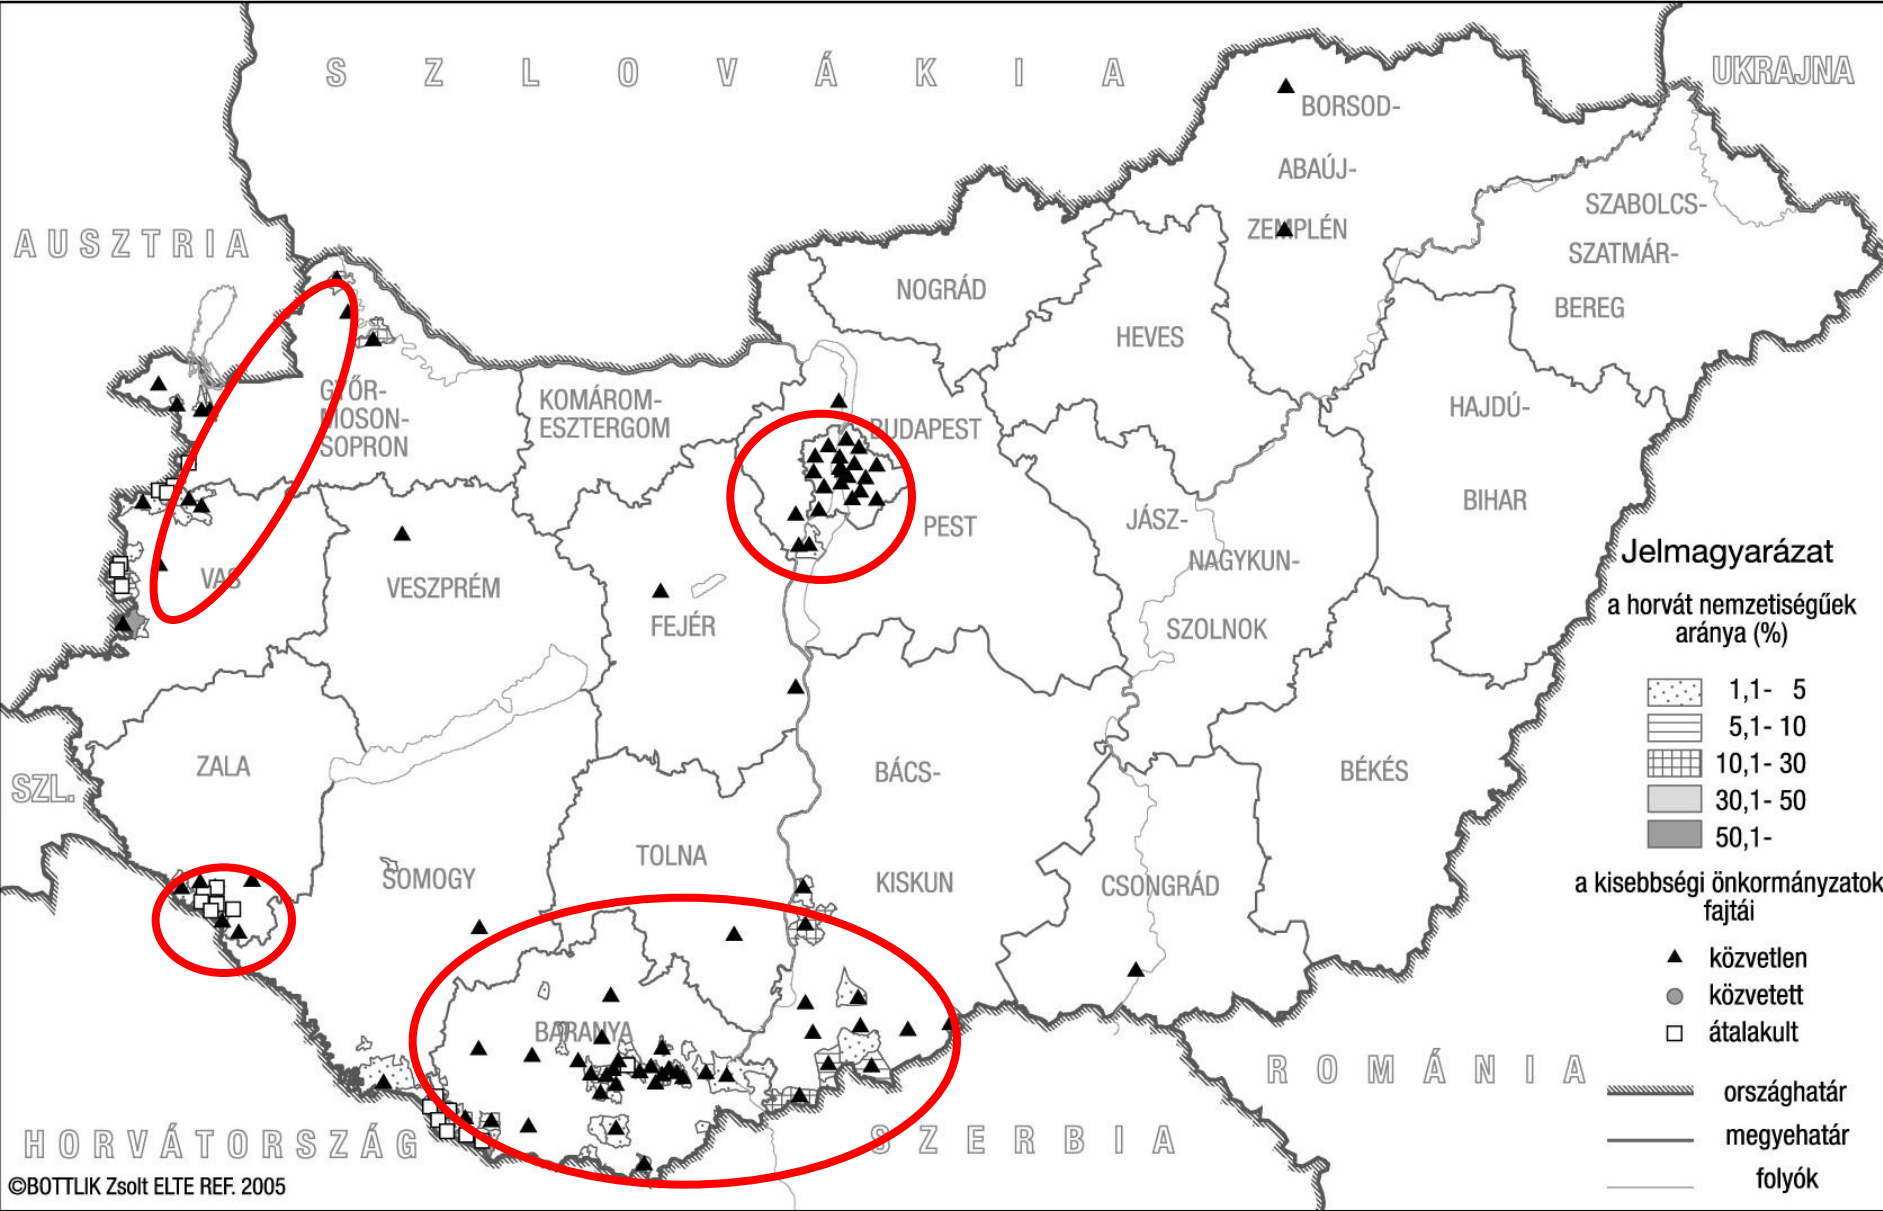 SZLOVÁKIA
UKRAJNA
BORSOD-
ABAÚJ-
ZEMPLÉN
SZABOLCS-
SZATMÁR-
BEREG
AUSZTRIA
NOGRÁD
HEVES
GYŐR-
MOSON-
SOPRON
KOMÁROM-
ESZTERGOM
BUDAPEST
HAJDÚ-
BIHAR
PEST
JÁSZ-
NAGYKUN-
SZOLNOK
VAS
VESZPRÉM
FEJÉR
ZALA
SZL.
BÁCS-
KISKUN
BÉKÉS
TOLNA
SOMOGY
CSONGRÁD
BARANYA
ROMÁNIA
HORVÁTORSZÁG
SZERBIA
©BOTTLIK Zsolt ELTE REF. 2005
Jelmagyarázat
a horvát nemzetiségűek
aránya (%)
1,1- 5
5,1- 10
10,1- 30
30,1- 50
50,1-
a kisebbségi önkormányzatok
fajtái
közvetlen
közvetett
átalakult
országhatár
megyehatár
folyók